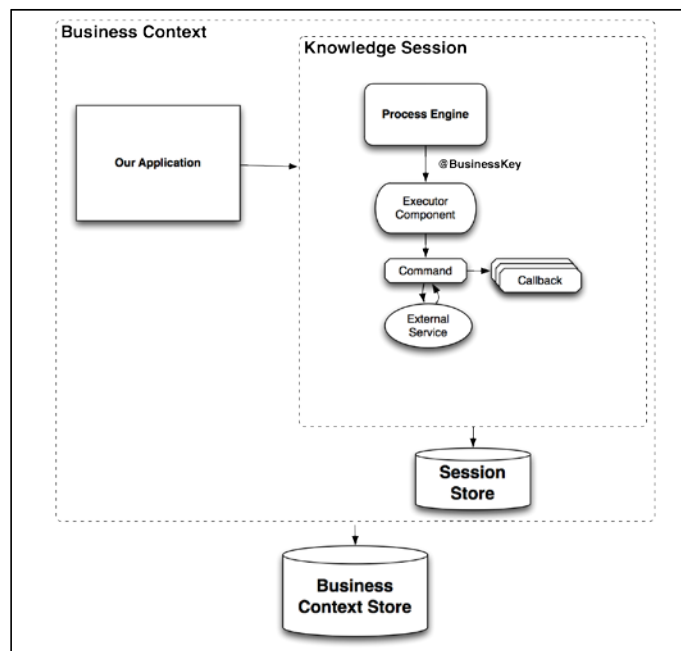 Business Context
Knowledge Session
Process Engine
Our Application
@BusinessKey
Executor
Component
Command
Callback
External
Service
Session
Store
Business
Context Store